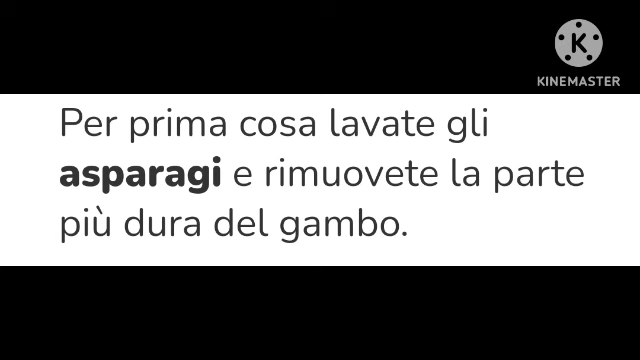 KINEMASTER
Per prima cosa lavate gli
asparagi e rimuovete la parte
più dura del gambo.